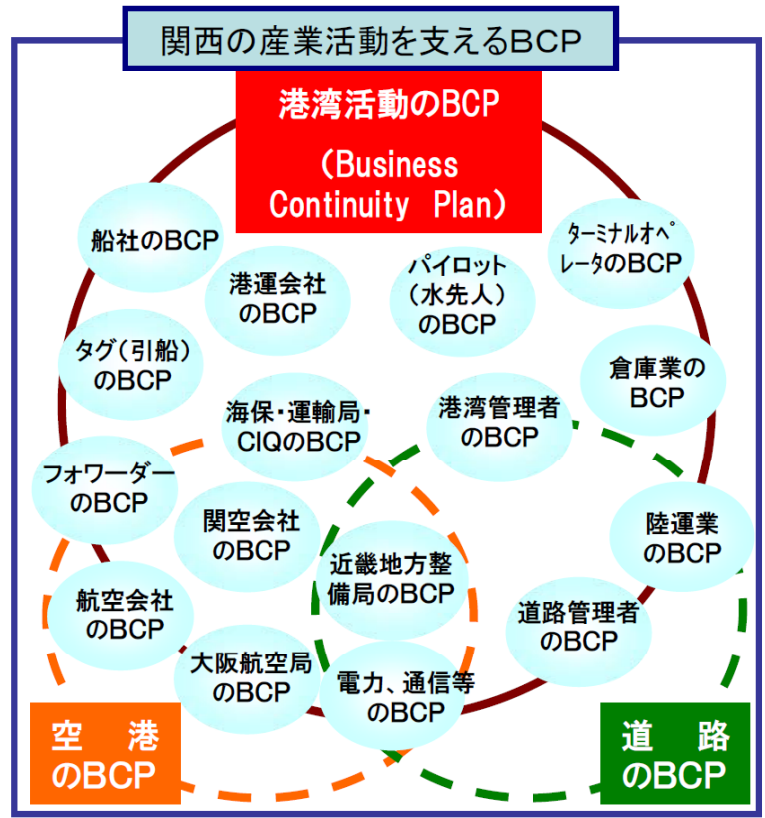 関西の産業活動を支えるBCP
港湾活動のBCP
（Business
Continuity Plan）
船社のBCP
港運会社
のBCP
パイロット
（水先人）
のBCP
ﾀｰﾐﾅﾙｵﾍﾟ
ﾚｰﾀのBCP
タグ（引船）
のBCP
倉庫業の
BCP
海保・運輸局・
CIQのBCP
港湾管理者
のBCP
フォワーダー
のBCP
関空会社
のBCP
陸運業
のBCP
近畿地方整
備局のBCP
航空会社
のBCP
道路管理者
のBCP
大阪航空局
のBCP
電力、通信等
のBCP
空 港
のBCP
道 路
のBCP